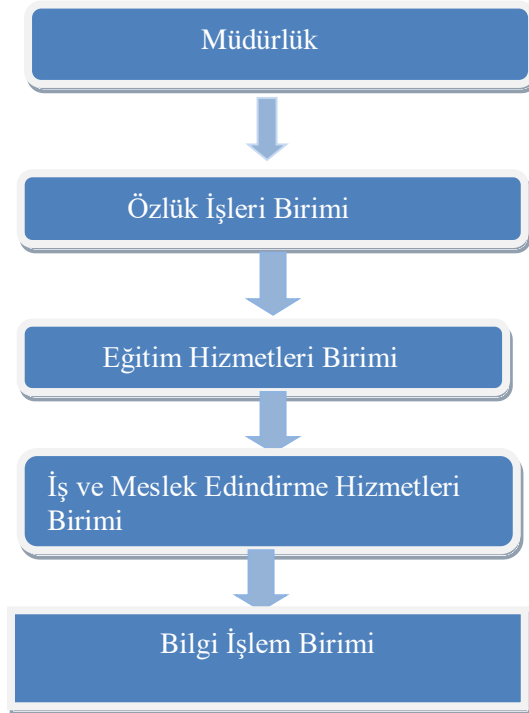 Müdürlük
Özlük İşleri Birimi
Eğitim Hizmetleri Birimi
İş ve Meslek Edindirme Hizmetleri
Birimi
Bilgi İşlem Birimi